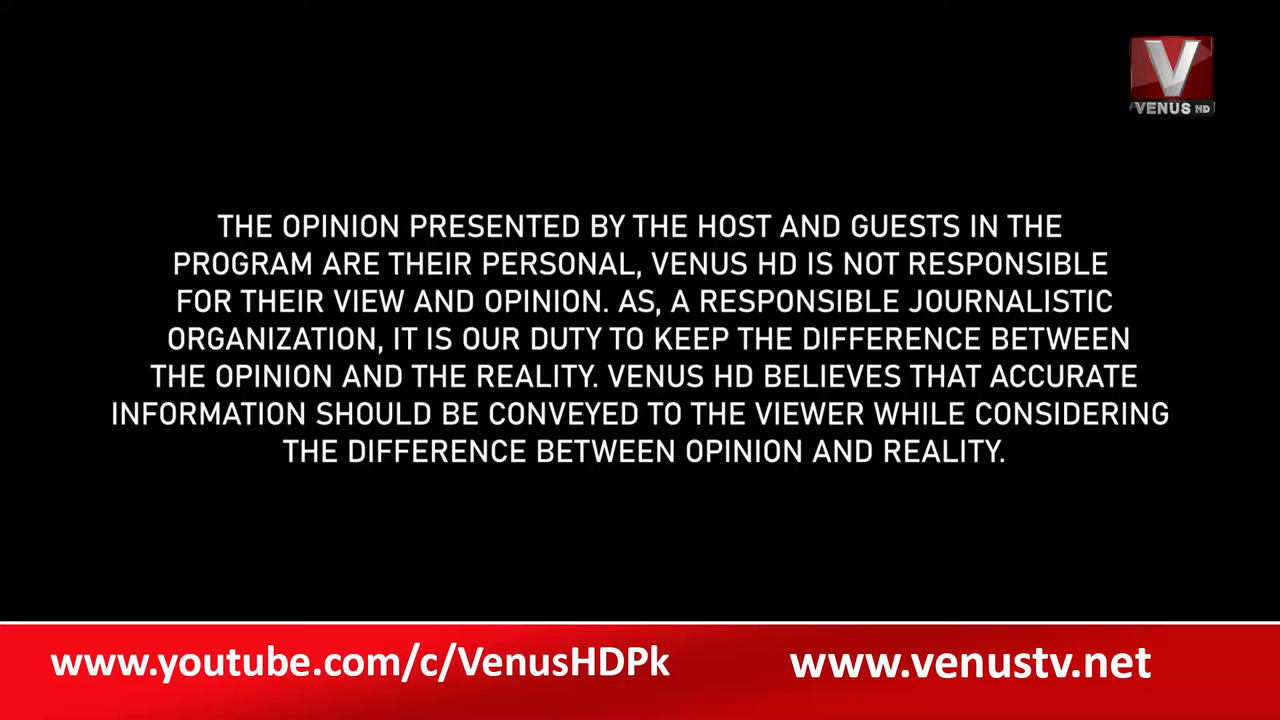 V
VENUS HD
THE OPINION PRESENTED BY THE HOST AND GUESTS IN THE
PROGRAM ARE THEIR PERSONAL, VENUS HD IS NOT RESPONSIBLE
FOR THEIR VIEW AND OPINION. AS, A RESPONSIBLE JOURNALISTIC
ORGANIZATION, IT IS OUR DUTY TO KEEP THE DIFFERENCE BETWEEN
THE OPINION AND THE REALITY. VENUS HD BELIEVES THAT ACCURATE
INFORMATION SHOULD BE CONVEYED TO THE VIEWER WHILE CONSIDERING
THE DIFFERENCE BETWEEN OPINION AND REALITY.
www.youtube.com/c/VenusHDPk www.venustv.net